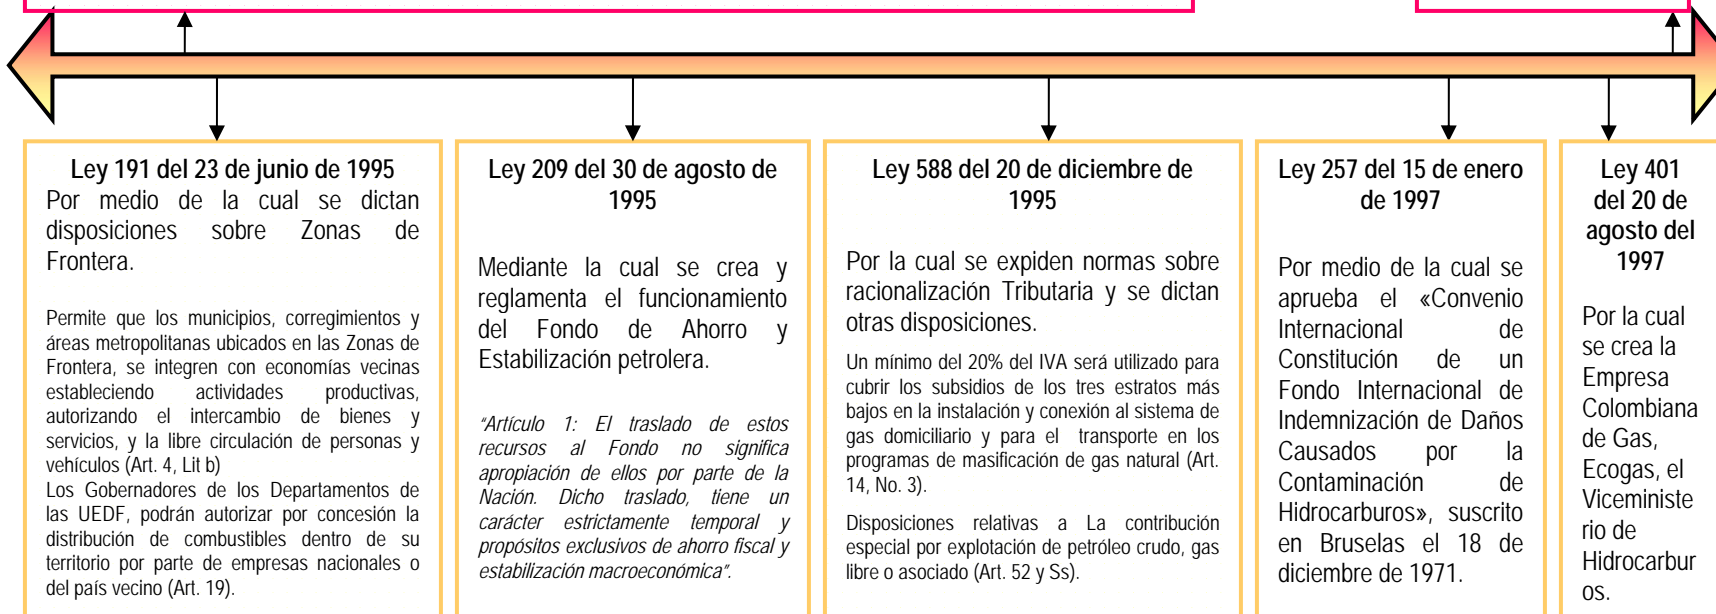 Ley 191 del 23 de junio de 1995
Por medio de la cual se dictan
disposiciones sobre Zonas de
Frontera.
Permite que los municipios, corregimientos y
áreas metropolitanas ubicados en las Zonas de
Frontera, se integren con economías vecinas
estableciendo actividades productivas,
autorizando el intercambio de bienes y
servicios, y la libre circulación de personas y
vehículos (Art. 4, Lit b)
Los Gobernadores de los Departamentos de
las UEDF, podrán autorizar por concesión la
distribución de combustibles dentro de su
territorio por parte de empresas nacionales o
del país vecino (Art. 19).
Ley 209 del 30 de agosto de
1995
Mediante la cual se crea y
reglamenta el funcionamiento
del Fondo de Ahorro y
Estabilización petrolera.
"Artículo 1: El traslado de estos
recursos al Fondo no significa
apropiación de ellos por parte de la
Nación. Dicho traslado, tiene un
carácter estrictamente temporal y
propósitos exclusivos de ahorro fiscal y
estabilización macroeconómica".
Ley 588 del 20 de diciembre de
1995
Por la cual se expiden normas sobre
racionalización Tributaria y se dictan
otras disposiciones.
Un mínimo del 20% del IVA será utilizado para
cubrir los subsidios de los tres estratos más
bajos en la instalación y conexión al sistema de
gas domiciliario y para el transporte en los
programas de masificación de gas natural (Art.
14, No. 3).
Disposiciones relativas a La contribución
especial por explotación de petróleo crudo, gas
libre o asociado (Art. 52 y Ss).
Ley 257 del 15 de enero
de 1997
Por medio de la cual se
aprueba el «Convenio
Internacional de
Constitución de un
Fondo Internacional de
Indemnización de Daños
Causados por la
Contaminación de
Hidrocarburos», suscrito
en Bruselas el 18 de
diciembre de 1971.
Ley 401
del 20 de
agosto del
1997
Por la cual
se crea la
Empresa
Colombiana
de Gas,
Ecogas, el
Viceministe
rio de
Hidrocarbur
os.